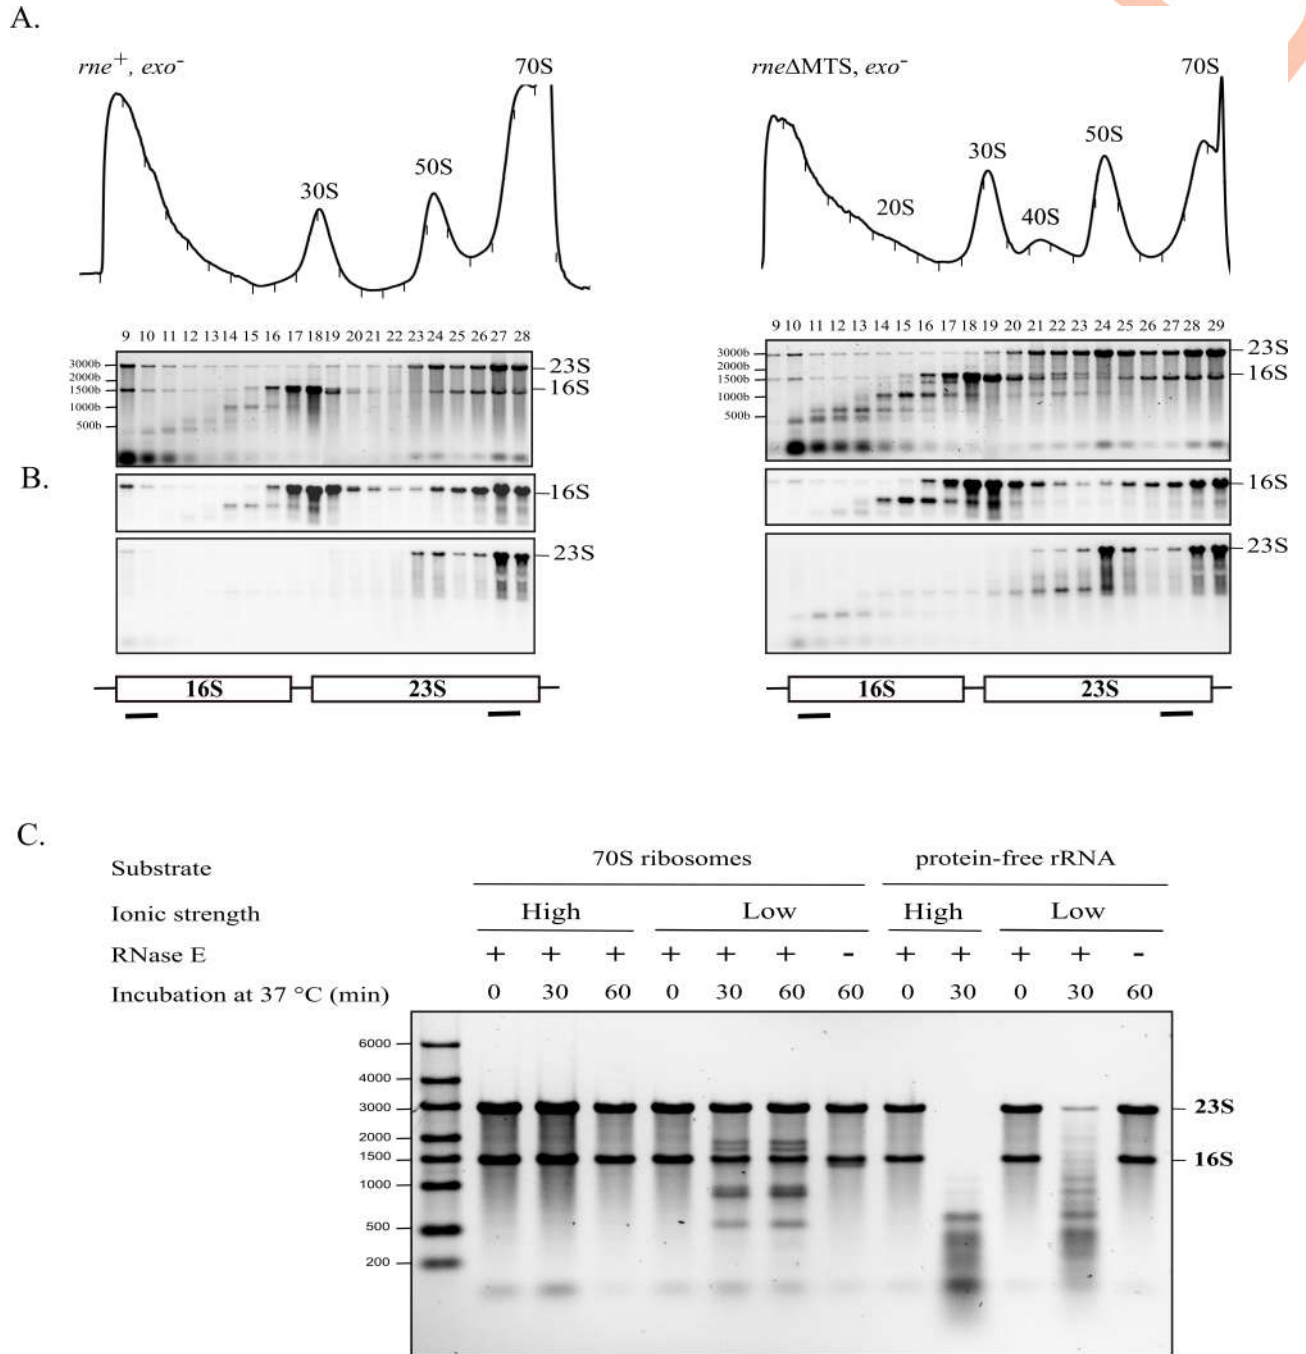 A.
rne⁺, exo⁻
70S
50S
30S
rneΔMTS, exo⁻
70S
50S
30S
20S
40S
9 10 11 12 13 14 15 16 17 18 19 20 21 22 23 24 25 26 27 28
3000b
2000b
1500b
1000b
500b
23S
16S
9 10 11 12 13 14 15 16 17 18 19 20 21 22 23 24 25 26 27 28 29
3000b
2000b
1500b
1000b
500b
23S
16S
B.
16S
23S
16S
23S
16S 23S
16S 23S
C.
Substrate 70S ribosomes protein-free rRNA
Ionic strength High Low High Low
RNase E + + + + + + - + + + + -
Incubation at 37 °C (min) 0 30 60 0 30 60 60 0 30 0 30 60
6000
4000
3000
2000
1500
1000
500
200
23S
16S